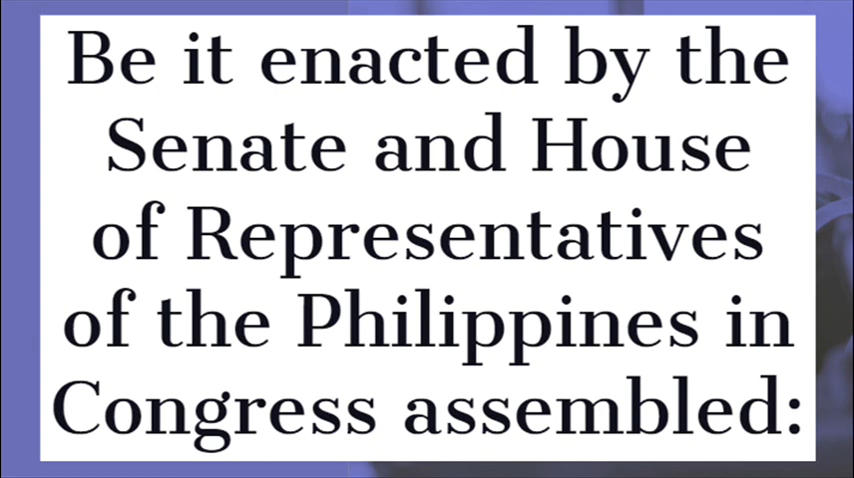 Be it enacted by the
Senate and House
of Representatives
of the Philippines in
Congress assembled: